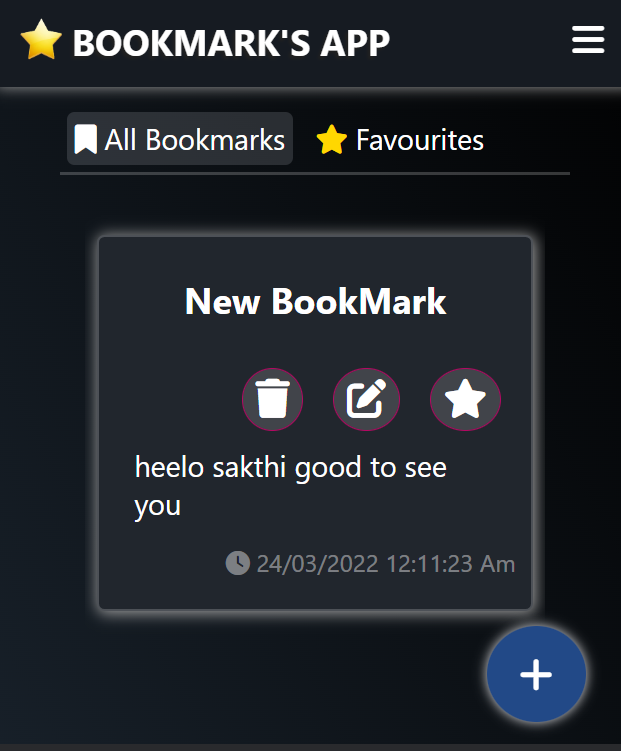 BOOKMARK'S APP
All Bookmarks Favourites
New BookMark
heelo sakthi good to see
you
24/03/2022 12:11:23 Am